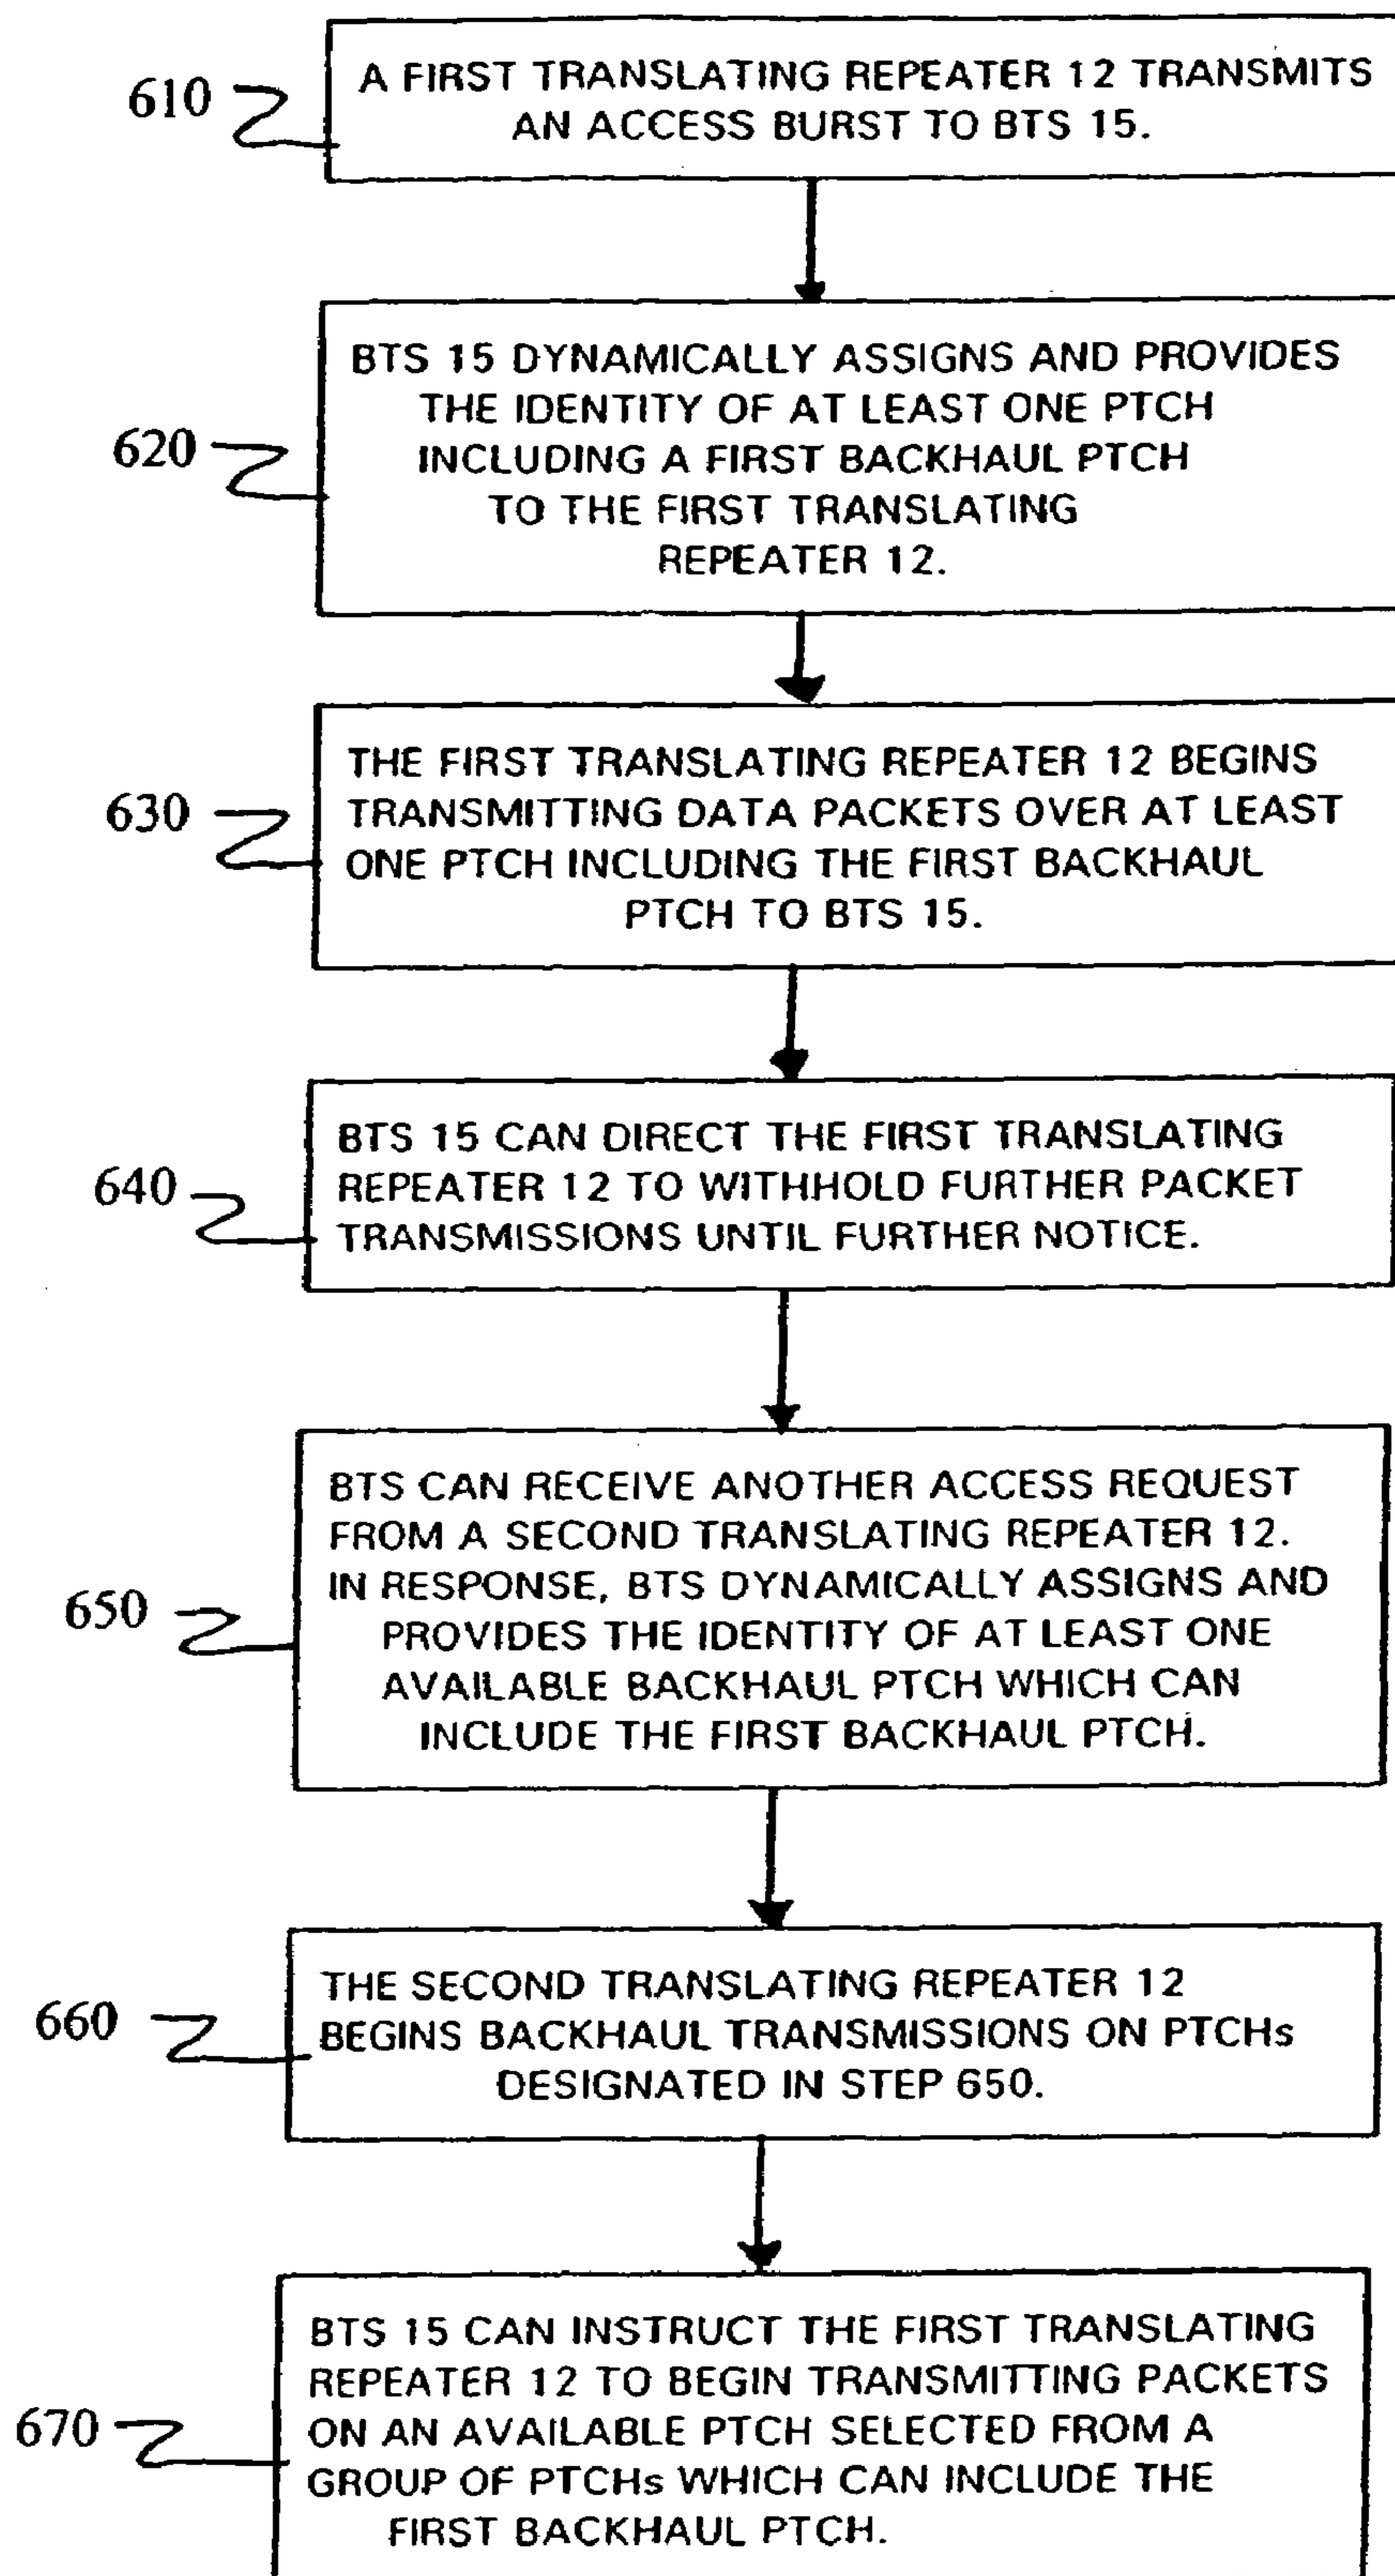 610
A FIRST TRANSLATING REPEATER 12 TRANSMITS
AN ACCESS BURST TO BTS 15.
620
BTS 15 DYNAMICALLY ASSIGNS AND PROVIDES
THE IDENTITY OF AT LEAST ONE PTCH
INCLUDING A FIRST BACKHAUL PTCH
TO THE FIRST TRANSLATING
REPEATER 12.
630
THE FIRST TRANSLATING REPEATER 12 BEGINS
TRANSMITTING DATA PACKETS OVER AT LEAST
ONE PTCH INCLUDING THE FIRST BACKHAUL
PTCH TO BTS 15.
640
BTS 15 CAN DIRECT THE FIRST TRANSLATING
REPEATER 12 TO WITHHOLD FURTHER PACKET
TRANSMISSIONS UNTIL FURTHER NOTICE.
650
BTS CAN RECEIVE ANOTHER ACCESS REQUEST
FROM A SECOND TRANSLATING REPEATER 12.
IN RESPONSE, BTS DYNAMICALLY ASSIGNS AND
PROVIDES THE IDENTITY OF AT LEAST ONE
AVAILABLE BACKHAUL PTCH WHICH CAN
INCLUDE THE FIRST BACKHAUL PTCH.
660
THE SECOND TRANSLATING REPEATER 12
BEGINS BACKHAUL TRANSMISSIONS ON PTCHs
DESIGNATED IN STEP 650.
670
BTS 15 CAN INSTRUCT THE FIRST TRANSLATING
REPEATER 12 TO BEGIN TRANSMITTING PACKETS
ON AN AVAILABLE PTCH SELECTED FROM A
GROUP OF PTCHs WHICH CAN INCLUDE THE
FIRST BACKHAUL PTCH.